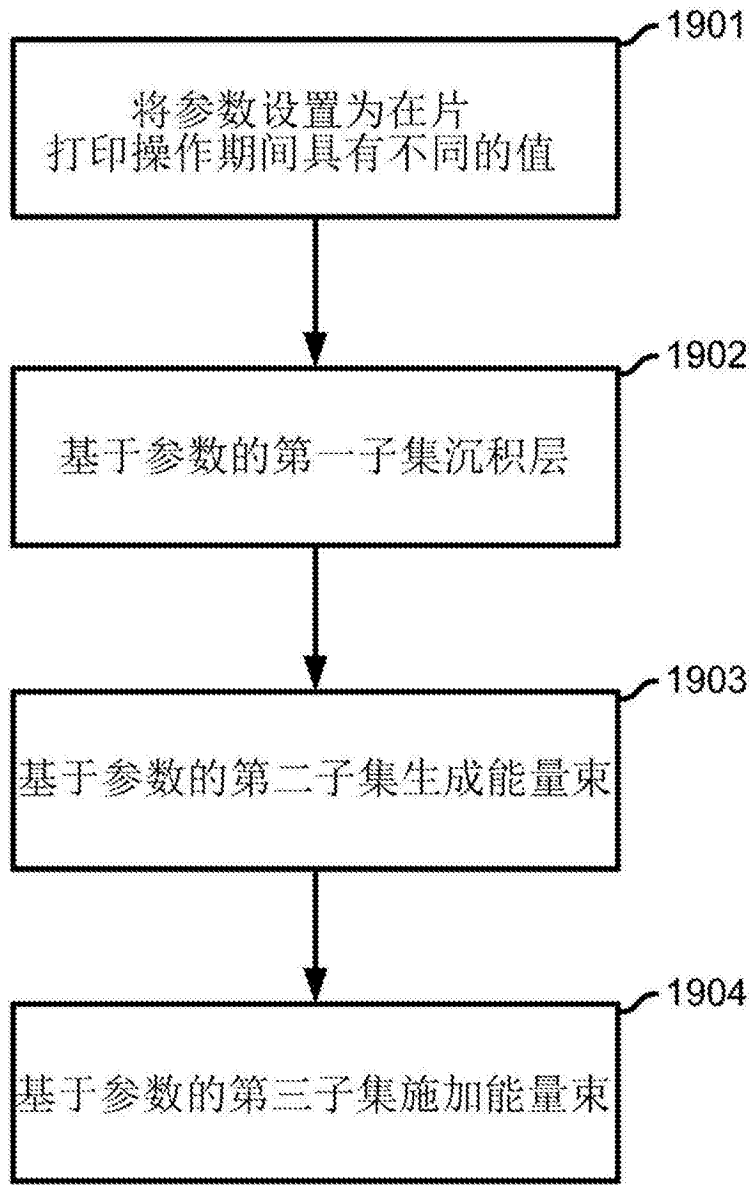 1901
将参数设置为在片
打印操作期间具有不同的值
1902
基于参数的第一子集沉积层
1903
基于参数的第二子集生成能量束
1904
基于参数的第三子集施加能量束